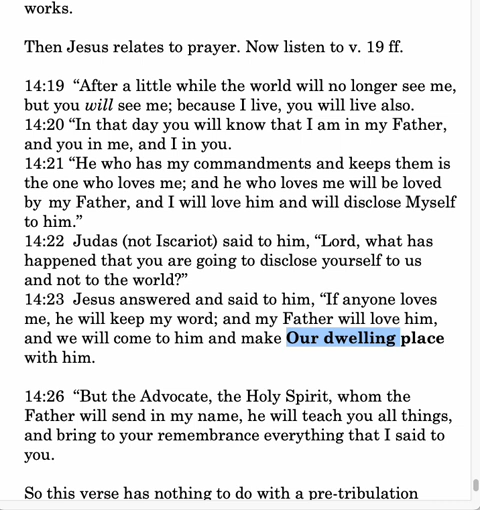 works.
Then Jesus relates to prayer. Now listen to v. 19 ff.
14:19 “After a little while the world will no longer see me,
but you will see me; because I live, you will live also.
14:20 “In that day you will know that I am in my Father,
and you in me, and I in you.
14:21 “He who has my commandments and keeps them is
the one who loves me; and he who loves me will be loved
by my Father, and I will love him and will disclose Myself
to him.”
14:22 Judas (not Iscariot) said to him, “Lord, what has
happened that you are going to disclose yourself to us
and not to the world?”
14:23 Jesus answered and said to him, “If anyone loves
me, he will keep my word; and my Father will love him,
and we will come to him and make Our dwelling place
with him.
14:26 “But the Advocate, the Holy Spirit, whom the
Father will send in my name, he will teach you all things,
and bring to your remembrance everything that I said to
you.
So this verse has nothing to do with a pre-tribulation